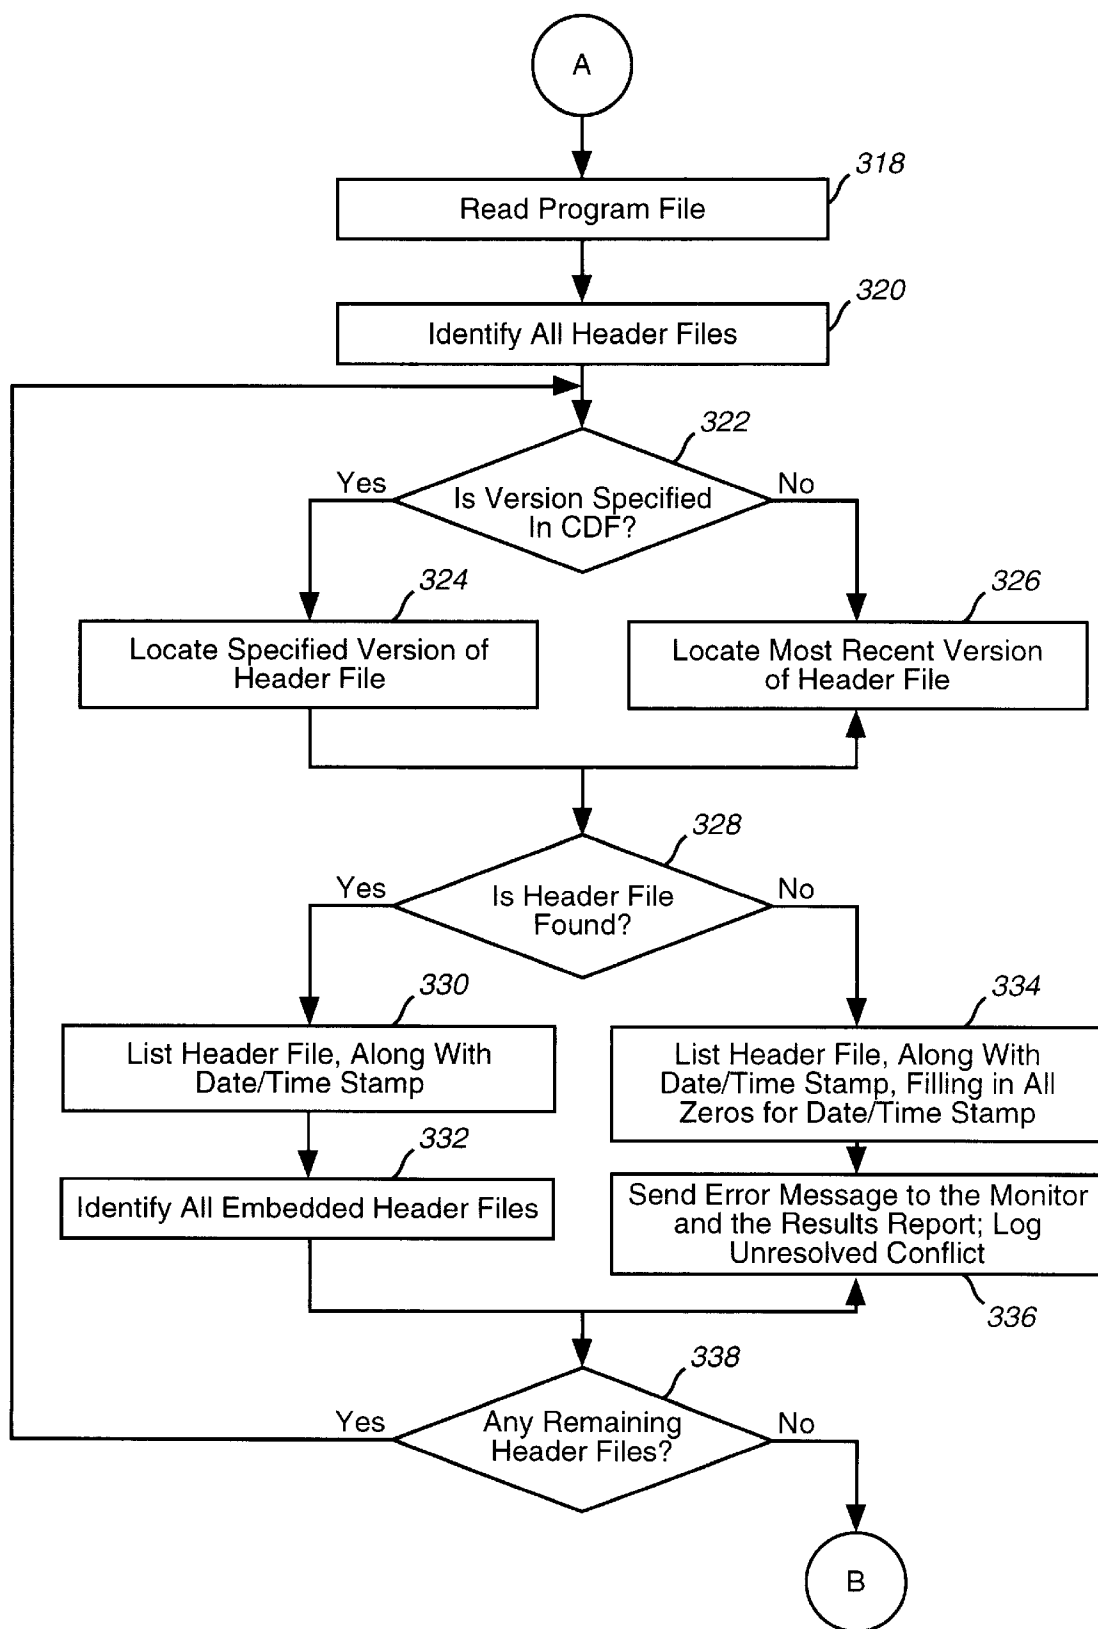 A
318
Read Program File
320
Identify All Header Files
322
Yes
No
Is Version Specified
In CDF?
324
326
Locate Specified Version of
Header File
Locate Most Recent Version
of Header File
328
Yes
No
Is Header File
Found?
330
334
List Header File, Along With
Date/Time Stamp
List Header File, Along With
Date/Time Stamp, Filling in All
Zeros for Date/Time Stamp
332
Identify All Embedded Header Files
Send Error Message to the Monitor
and the Results Report; Log
Unresolved Conflict
336
338
Yes
No
Any Remaining
Header Files?
B